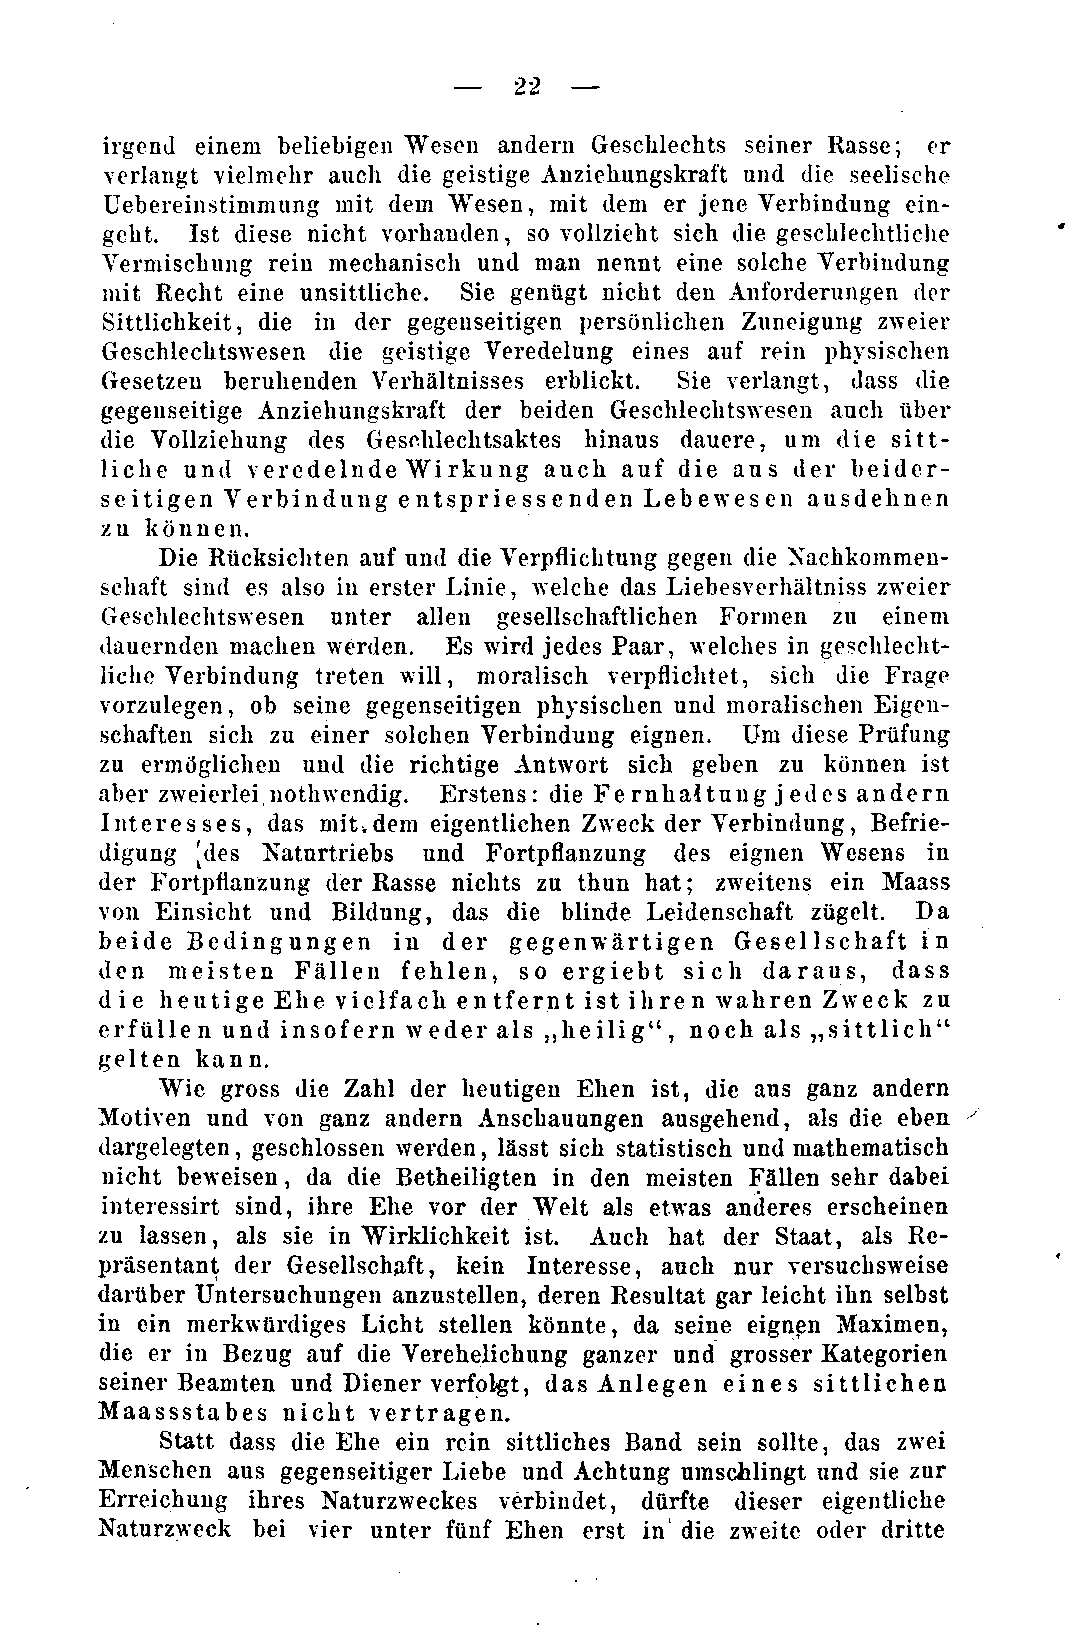 — 22 —
irgend einem beliebigen Wesen andern Geschlechts seiner Rasse; er
verlangt vielmehr auch die geistige Anziehungskraft und die seelische
Uebereinstimmung mit dem Wesen, mit dem er jene Verbindung ein-
geht. Ist diese nicht vorhanden, so vollzieht sich die geschlechtliche
Vermischung rein mechanisch und man nennt eine solche Verbindung
mit Recht eine unsittliche. Sie genügt nicht den Anforderungen der
Sittlichkeit, die in der gegenseitigen persönlichen Zuneigung zweier
Geschlechtswesen die geistige Veredelung eines auf rein physischen
Gesetzen beruhenden Verhältnisses erblickt. Sie verlangt, dass die
gegenseitige Anziehungskraft der beiden Geschlechtswesen auch über
die Vollziehung des Geschlechtsaktes hinaus dauere, um die sitt-
liche und veredelnde Wirkung auch auf die aus der beider-
seitigen Verbindung entspriessenden Lebewesen ausdehnen
zu können.
Die Rücksichten auf und die Verpflichtung gegen die Nachkommen-
schaft sind es also in erster Linie, welche das Liebesverhältniss zweier
Geschlechtswesen unter allen gesellschaftlichen Formen zu einem
dauernden machen werden. Es wird jedes Paar, welches in geschlecht-
liche Verbindung treten will, moralisch verpflichtet, sich die Frage
vorzulegen, ob seine gegenseitigen physischen und moralischen Eigen-
schaften sich zu einer solchen Verbindung eignen. Um diese Prüfung
zu ermöglichen und die richtige Antwort sich geben zu können ist
aber zweierlei nothwendig. Erstens: die Fernhaltung jedes andern
Interesses, das mit dem eigentlichen Zweck der Verbindung, Befrie-
digung des Naturtriebs und Fortpflanzung des eignen Wesens in
der Fortpflanzung der Rasse nichts zu thun hat; zweitens ein Maass
von Einsicht und Bildung, das die blinde Leidenschaft zügelt. Da
beide Bedingungen in der gegenwärtigen Gesellschaft in
den meisten Fällen fehlen, so ergiebt sich daraus, dass
die heutige Ehe vielfach entfernt ist ihren wahren Zweck zu
erfüllen und insofern weder als „heilig“, noch als „sittlich“
gelten kann.
Wie gross die Zahl der heutigen Ehen ist, die aus ganz andern
Motiven und von ganz andern Anschauungen ausgehend, als die eben
dargelegten, geschlossen werden, lässt sich statistisch und mathematisch
nicht beweisen, da die Betheiligten in den meisten Fällen sehr dabei
interessirt sind, ihre Ehe vor der Welt als etwas anderes erscheinen
zu lassen, als sie in Wirklichkeit ist. Auch hat der Staat, als Re-
präsentant der Gesellschaft, kein Interesse, auch nur versuchsweise
darüber Untersuchungen anzustellen, deren Resultat gar leicht ihn selbst
in ein merkwürdiges Licht stellen könnte, da seine eignen Maximen,
die er in Bezug auf die Verehelichung ganzer und grosser Kategorien
seiner Beamten und Diener verfolgt, das Anlegen eines sittlichen
Maassstabes nicht vertragen.
Statt dass die Ehe ein rein sittliches Band sein sollte, das zwei
Menschen aus gegenseitiger Liebe und Achtung umschlingt und sie zur
Erreichung ihres Naturzweckes verbindet, dürfte dieser eigentliche
Naturzweck bei vier unter fünf Ehen erst in die zweite oder dritte